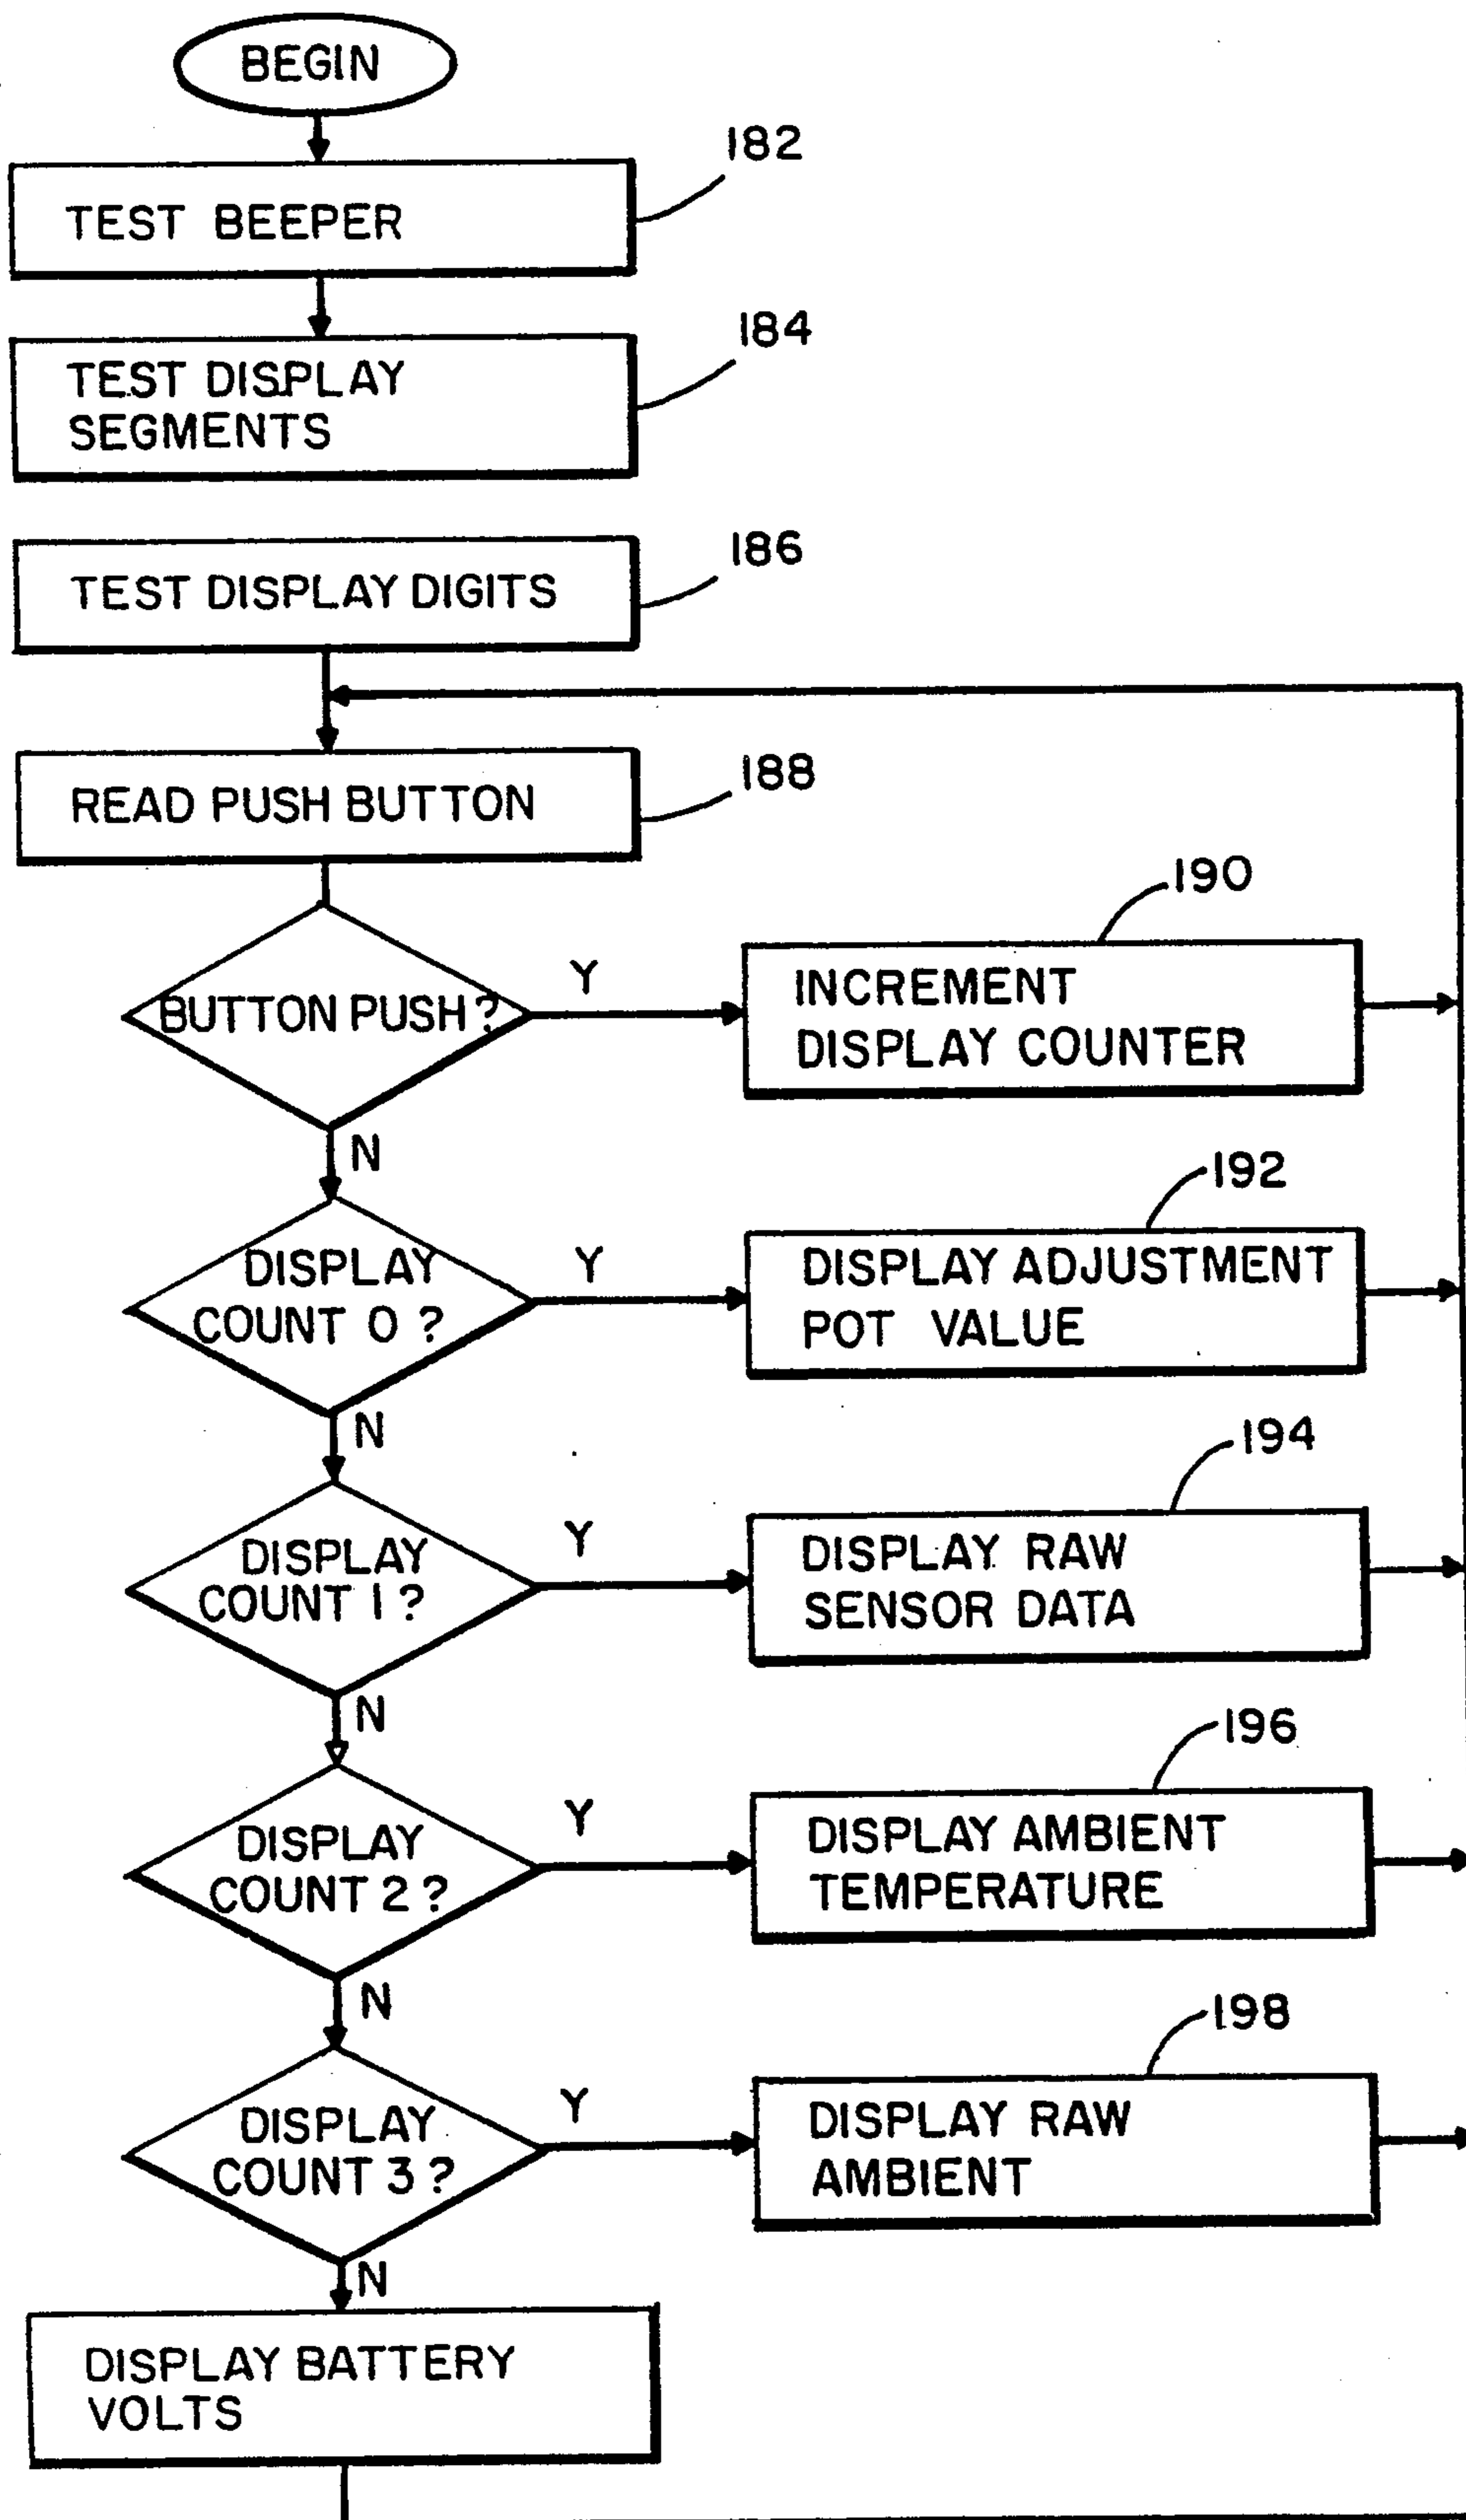 BEGIN
182
TEST BEEPER
184
TEST DISPLAY
SEGMENTS
186
TEST DISPLAY DIGITS
188
READ PUSH BUTTON
190
BUTTON PUSH?
Y
INCREMENT
DISPLAY COUNTER
N
192
DISPLAY
COUNT 0 ?
Y
DISPLAY ADJUSTMENT
POT VALUE
N
194
DISPLAY
COUNT 1 ?
Y
DISPLAY RAW
SENSOR DATA
N
196
DISPLAY
COUNT 2 ?
Y
DISPLAY AMBIENT
TEMPERATURE
N
198
DISPLAY
COUNT 3 ?
Y
DISPLAY RAW
AMBIENT
N
DISPLAY BATTERY
VOLTS